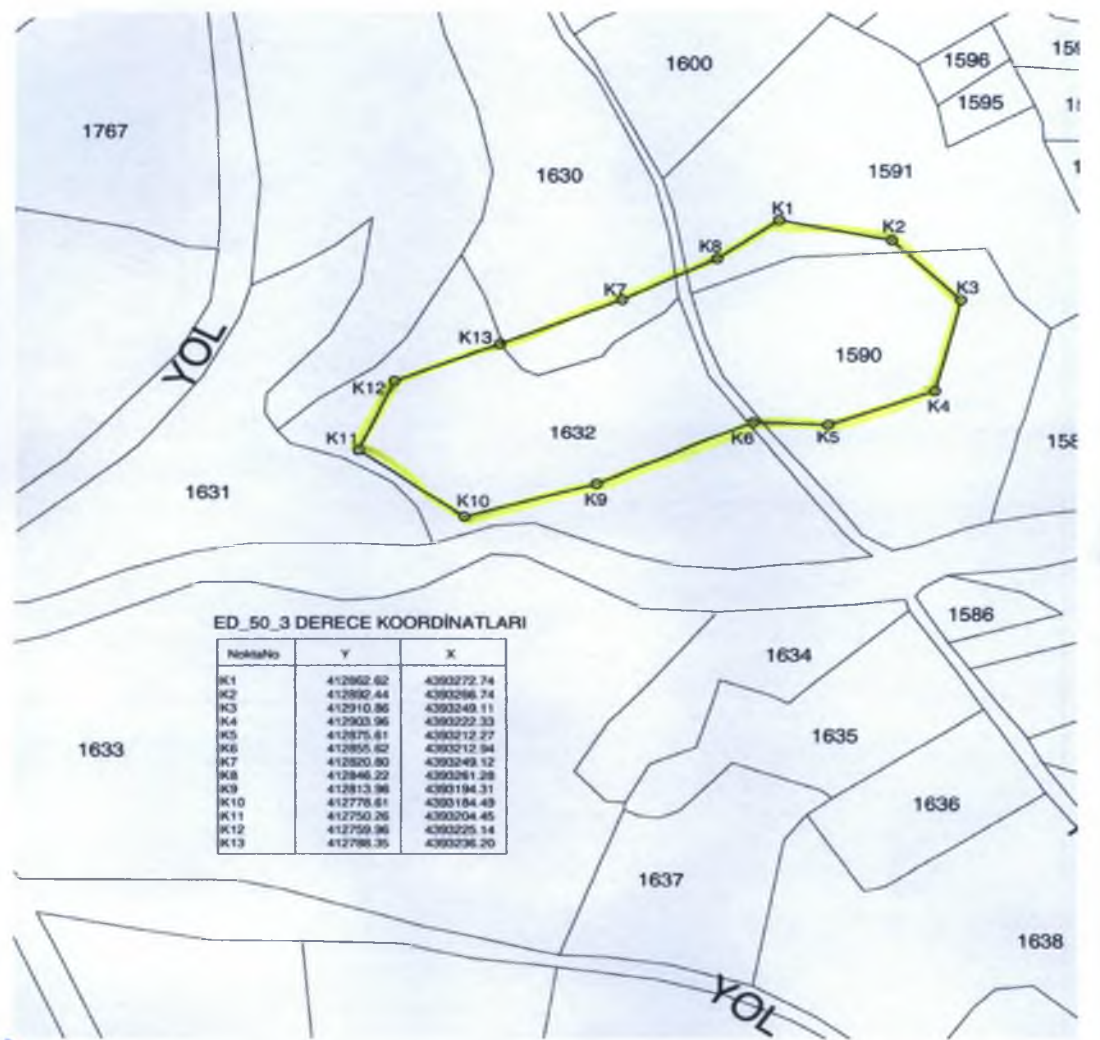 1767
1600
1596
1595
1630
1591
K1
K2
K8
K3
K7
K13
YOL
K12
1590
K4
K11
1632
K6
K5
K9
K10
1631
ED_50_3 DERECE KOORDİNATLARI
NoktaNo Y X
K1 412862.62 4393272.74
K2 412892.44 4393266.74
K3 412910.86 4393249.11
K4 412903.96 4393222.33
K5 412875.61 4393212.27
K6 412855.62 4393212.94
K7 412820.80 4393249.12
K8 412846.22 4393261.28
K9 412813.96 4393194.31
K10 412778.61 4393184.49
K11 412750.26 4393204.45
K12 412759.96 4393225.14
K13 412788.35 4393236.20
1586
1634
1633
1635
1636
1637
1638
YOL